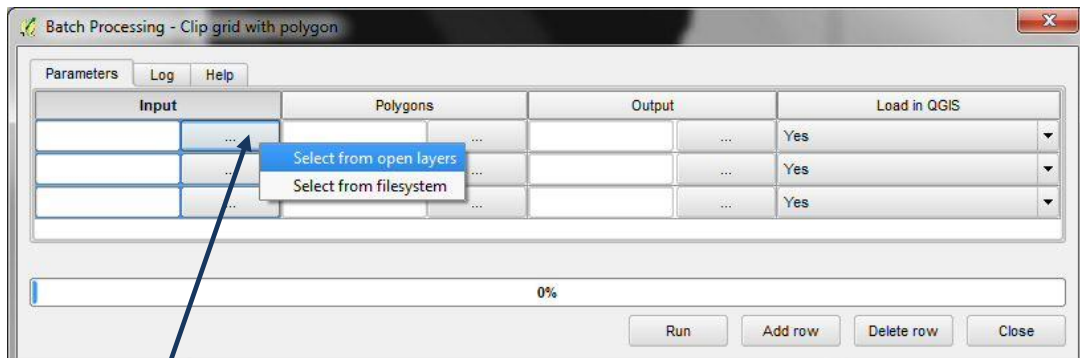 Batch Processing - Clip grid with polygon
Parameters Log Help
Input Polygons Output Load in QGIS
... ... ... Yes
Select from open layers
... ... ... Yes
Select from filesystem
... ... ... Yes
0%
Run Add row Delete row Close